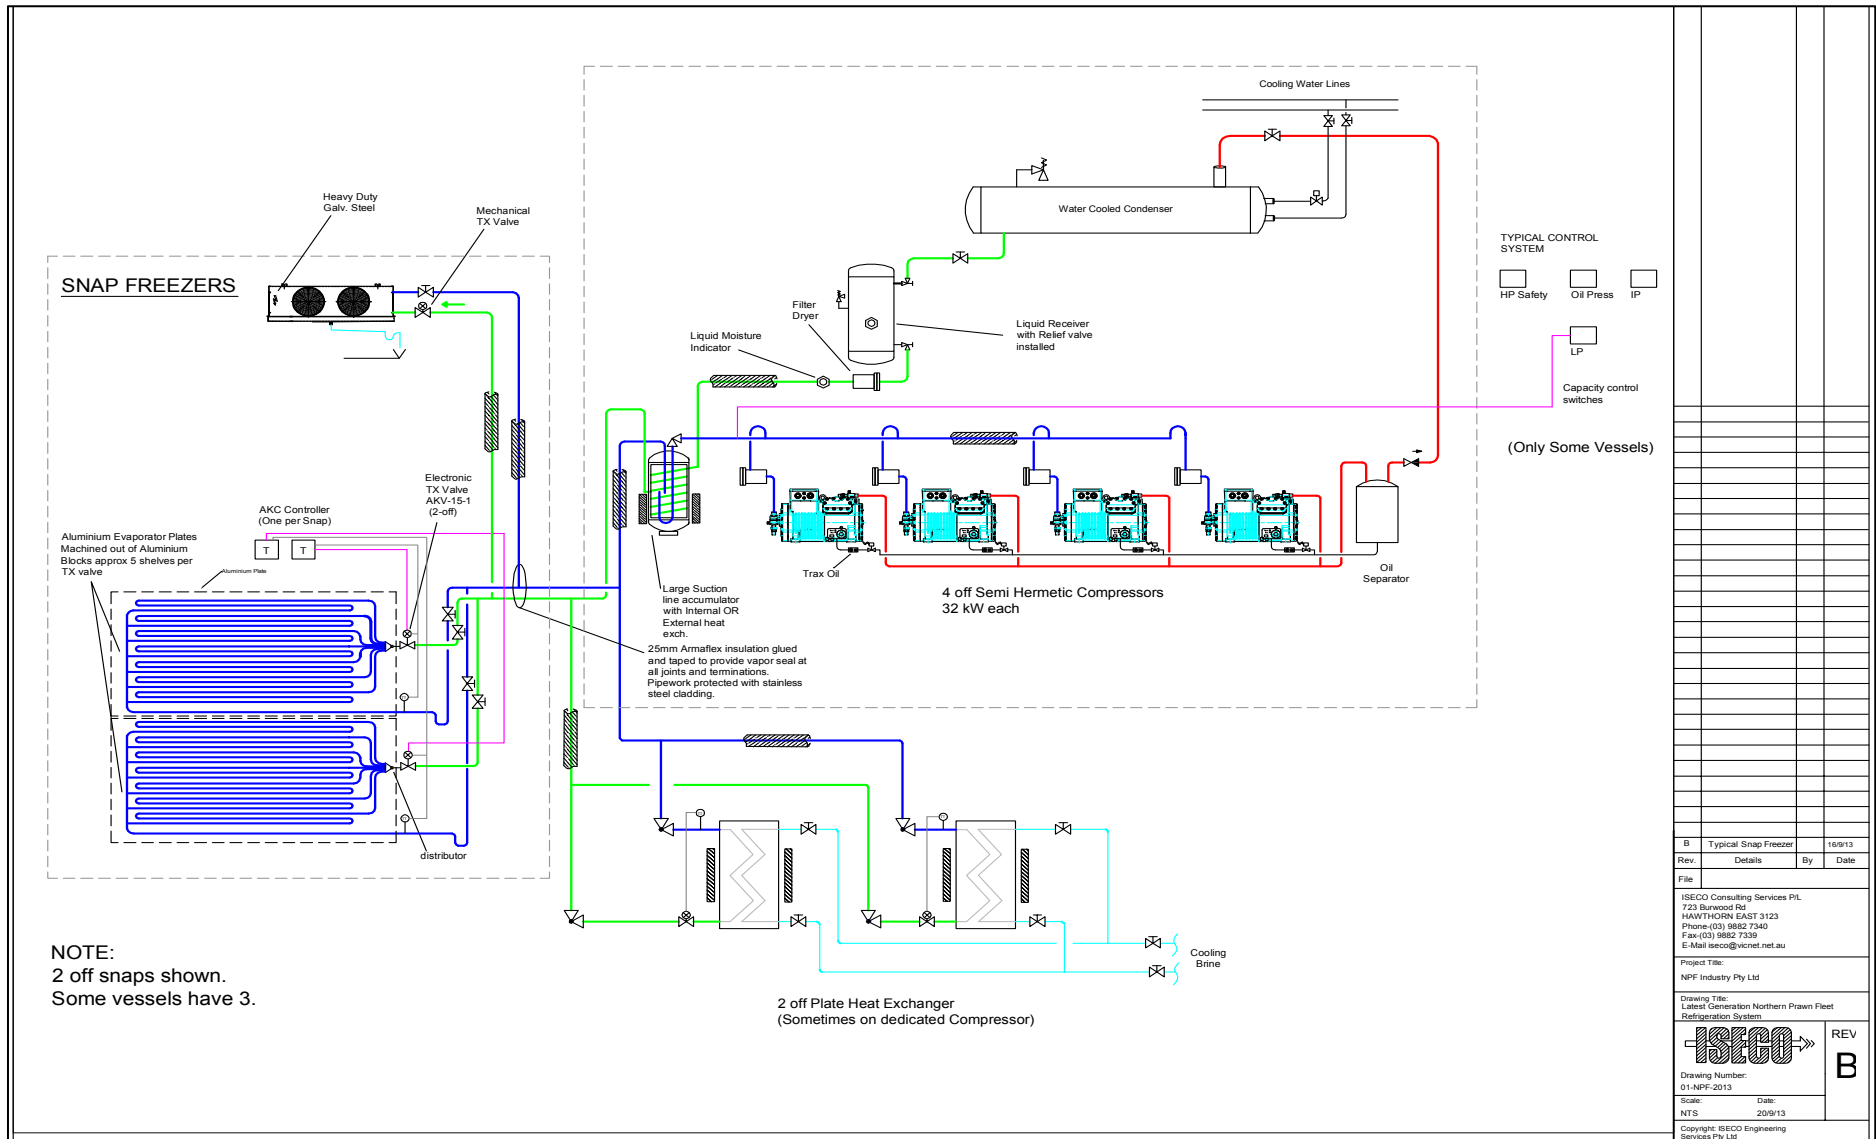 Cooling Water Lines
Water Cooled Condenser
Heavy Duty
Galv. Steel
Mechanical
TX Valve
SNAP FREEZERS
TYPICAL CONTROL
SYSTEM
HP Safety
Oil Press
IP
LP
Capacity control
switches
(Only Some Vessels)
Filter
Dryer
Liquid Moisture
Indicator
Liquid Receiver
with Relief valve
installed
Electronic
TX Valve
AKV-15-1
(2-off)
AKC Controller
(One per Snap)
T
T
Aluminium Evaporator Plates
Machined out of Aluminium
Blocks approx 5 shelves per
TX valve
Aluminium Plate
Trax Oil
Oil
Separator
4 off Semi Hermetic Compressors
32 kW each
Large Suction
line accumulator
with Internal OR
External heat
exch.
25mm Armaflex insulation glued
and taped to provide vapor seal at
all joints and terminations.
Pipework protected with stainless
steel cladding.
distributor
Cooling
Brine
NOTE:
2 off snaps shown.
Some vessels have 3.
2 off Plate Heat Exchanger
(Sometimes on dedicated Compressor)
B
Typical Snap Freezer
16/9/13
Rev.
Details
By
Date
File
ISECO Consulting Services P/L
723 Burwood Rd
HAWTHORN EAST 3123
Phone-(03) 9882 7340
Fax-(03) 9882 7339
E-Mail iseco@vicnet.net.au
Project Title:
NPF Industry Pty Ltd
Drawing Title:
Latest Generation Northern Prawn Fleet
Refrigeration System
ISECO
REV
B
Drawing Number:
01-NPF-2013
Scale:
Date:
NTS
20/9/13
Copyright: ISECO Engineering
Services Pty Ltd